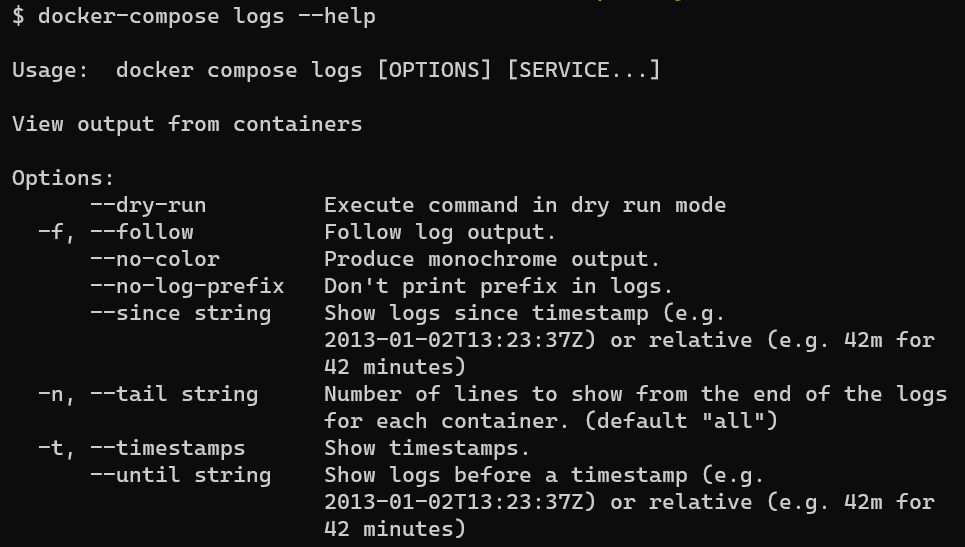 $ docker-compose logs --help
Usage:  docker compose logs [OPTIONS] [SERVICE...]
View output from containers
Options:
      --dry-run         Execute command in dry run mode
  -f, --follow          Follow log output.
      --no-color        Produce monochrome output.
      --no-log-prefix   Don't print prefix in logs.
      --since string    Show logs since timestamp (e.g.
                        2013-01-02T13:23:37Z) or relative (e.g. 42m for
                        42 minutes)
  -n, --tail string     Number of lines to show from the end of the logs
                        for each container. (default "all")
  -t, --timestamps      Show timestamps.
      --until string    Show logs before a timestamp (e.g.
                        2013-01-02T13:23:37Z) or relative (e.g. 42m for
                        42 minutes)